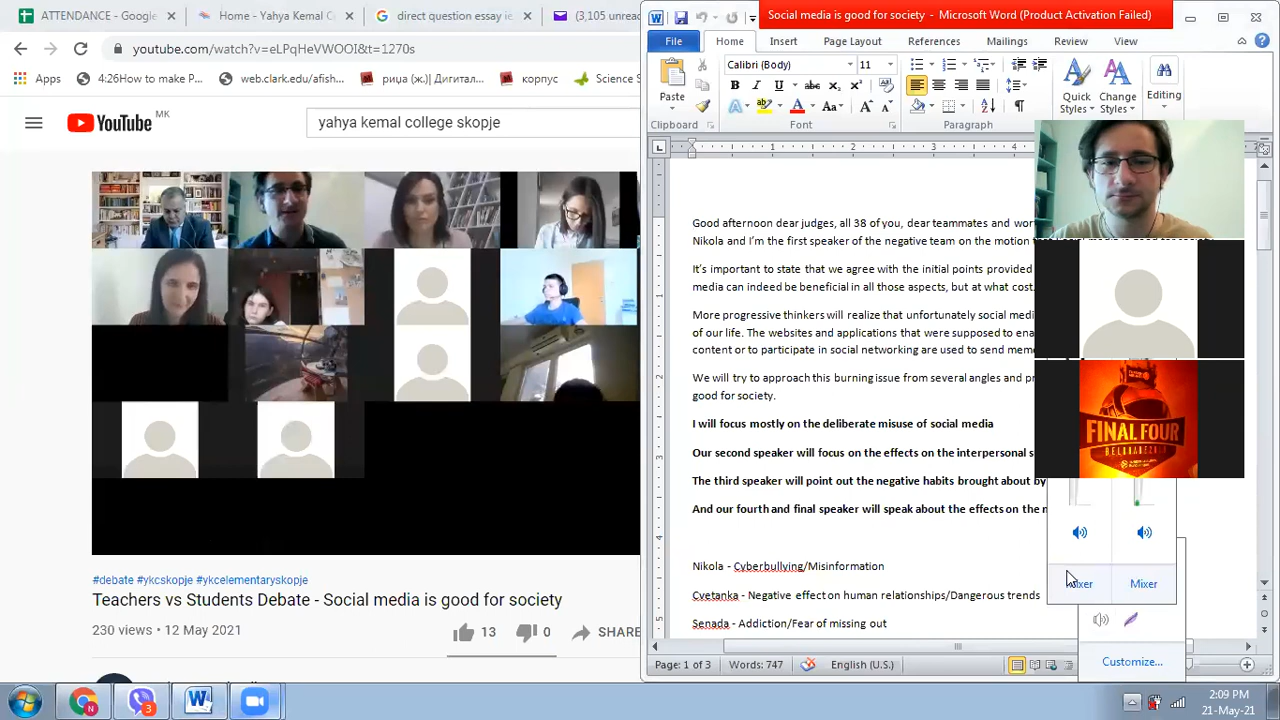 ATTENDANCE - Google
Home - Yahya Kemal C
direct question essay ie
(3,105 unrea
youtube.com/watch?v=eLPqHeVWOOI&t=1270s
Apps
4:26How to make P
web.clark.edu/afish
рица (ж.)| Дигитал
корпус
Science S
YouTube MK
yahya kemal college skopje
#debate #ykcskopje #ykcelementaryskopje
Teachers vs Students Debate - Social media is good for society
230 views • 12 May 2021
13
0
SHARE
Social media is good for society - Microsoft Word (Product Activation Failed)
File
Home
Insert
Page Layout
References
Mailings
Review
View
Calibri (Body)
11
Paste
Quick Styles
Change Styles
Editing
Clipboard
Font
Paragraph
1 2 3 4
Good afternoon dear judges, all 38 of you, dear teammates and wor
Nikola and I'm the first speaker of the negative team on the motion
It's important to state that we agree with the initial points provided
media can indeed be beneficial in all those aspects, but at what cost.
More progressive thinkers will realize that unfortunately social med
of our life. The websites and applications that were supposed to ena
content or to participate in social networking are used to send meme
We will try to approach this burning issue from several angles and pr
good for society.
I will focus mostly on the deliberate misuse of social media
Our second speaker will focus on the effects on the interpersonal s
The third speaker will point out the negative habits brought about by
And our fourth and final speaker will speak about the effects on the n
Nikola - Cyberbullying/Misinformation
Cvetanka - Negative effect on human relationships/Dangerous trends
Senada - Addiction/Fear of missing out
FINAL FOUR
Mixer
Customize...
Page: 1 of 3
Words: 747
English (U.S.)
2:09 PM
21-May-21